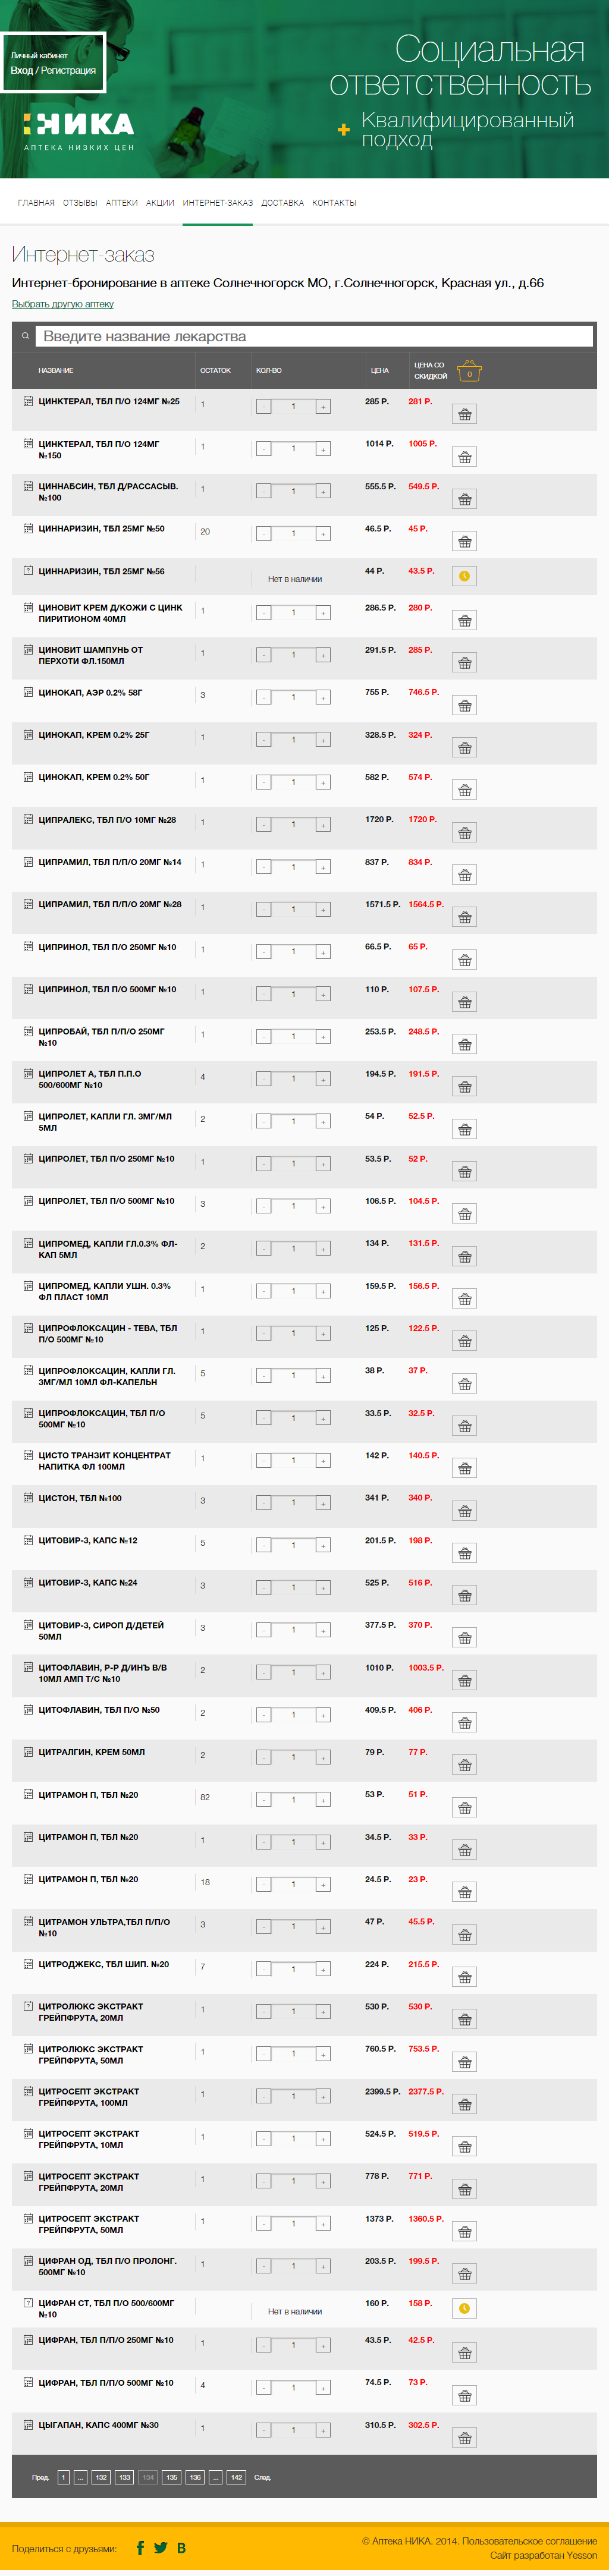 Личный кабинет
Вход / Регистрация
НИКА
АПТЕКА НИЗКИХ ЦЕН
Социальная
ответственность
Квалифицированный
подход
ГЛАВНАЯ ОТЗЫВЫ АПТЕКИ АКЦИИ ИНТЕРНЕТ-ЗАКАЗ ДОСТАВКА КОНТАКТЫ
Интернет-заказ
Интернет-бронирование в аптеке Солнечногорск МО, г.Солнечногорск, Красная ул., д.66
Выбрать другую аптеку
Введите название лекарства
НАЗВАНИЕ ОСТАТОК КОЛ-ВО ЦЕНА ЦЕНА СО СКИДКОЙ 0
ЦИНКТЕРАЛ, ТБЛ П/О 124МГ №25 1 - 1 + 285 Р. 281 Р.
ЦИНКТЕРАЛ, ТБЛ П/О 124МГ
№150 1 - 1 + 1014 Р. 1005 Р.
ЦИННАБСИН, ТБЛ Д/РАССАСЫВ.
№100 1 - 1 + 555.5 Р. 549.5 Р.
ЦИННАРИЗИН, ТБЛ 25МГ №50 20 - 1 + 46.5 Р. 45 Р.
ЦИННАРИЗИН, ТБЛ 25МГ №56 Нет в наличии 44 Р. 43.5 Р.
ЦИНОВИТ КРЕМ Д/КОЖИ С ЦИНК
ПИРИТИОНОМ 40МЛ 1 - 1 + 286.5 Р. 280 Р.
ЦИНОВИТ ШАМПУНЬ ОТ
ПЕРХОТИ ФЛ.150МЛ 1 - 1 + 291.5 Р. 285 Р.
ЦИНОКАП, АЭР 0.2% 58Г 3 - 1 + 755 Р. 746.5 Р.
ЦИНОКАП, КРЕМ 0.2% 25Г 1 - 1 + 328.5 Р. 324 Р.
ЦИНОКАП, КРЕМ 0.2% 50Г 1 - 1 + 582 Р. 574 Р.
ЦИПРАЛЕКС, ТБЛ П/О 10МГ №28 1 - 1 + 1720 Р. 1720 Р.
ЦИПРАМИЛ, ТБЛ П/П/О 20МГ №14 1 - 1 + 837 Р. 834 Р.
ЦИПРАМИЛ, ТБЛ П/П/О 20МГ №28 1 - 1 + 1571.5 Р. 1564.5 Р.
ЦИПРИНОЛ, ТБЛ П/О 250МГ №10 1 - 1 + 66.5 Р. 65 Р.
ЦИПРИНОЛ, ТБЛ П/О 500МГ №10 1 - 1 + 110 Р. 107.5 Р.
ЦИПРОБАЙ, ТБЛ П/П/О 250МГ
№10 1 - 1 + 253.5 Р. 248.5 Р.
ЦИПРОЛЕТ А, ТБЛ П.П.О
500/600МГ №10 4 - 1 + 194.5 Р. 191.5 Р.
ЦИПРОЛЕТ, КАПЛИ ГЛ. 3МГ/МЛ
5МЛ 2 - 1 + 54 Р. 52.5 Р.
ЦИПРОЛЕТ, ТБЛ П/О 250МГ №10 1 - 1 + 53.5 Р. 52 Р.
ЦИПРОЛЕТ, ТБЛ П/О 500МГ №10 3 - 1 + 106.5 Р. 104.5 Р.
ЦИПРОМЕД, КАПЛИ ГЛ.0.3% ФЛ-
КАП 5МЛ 2 - 1 + 134 Р. 131.5 Р.
ЦИПРОМЕД, КАПЛИ УШН. 0.3%
ФЛ ПЛАСТ 10МЛ 1 - 1 + 159.5 Р. 156.5 Р.
ЦИПРОФЛОКСАЦИН - ТЕВА, ТБЛ
П/О 500МГ №10 1 - 1 + 125 Р. 122.5 Р.
ЦИПРОФЛОКСАЦИН, КАПЛИ ГЛ.
3МГ/МЛ 10МЛ ФЛ-КАПЕЛЬН 5 - 1 + 38 Р. 37 Р.
ЦИПРОФЛОКСАЦИН, ТБЛ П/О
500МГ №10 5 - 1 + 33.5 Р. 32.5 Р.
ЦИСТО ТРАНЗИТ КОНЦЕНТРАТ
НАПИТКА ФЛ 100МЛ 1 - 1 + 142 Р. 140.5 Р.
ЦИСТОН, ТБЛ №100 3 - 1 + 341 Р. 340 Р.
ЦИТОВИР-3, КАПС №12 5 - 1 + 201.5 Р. 198 Р.
ЦИТОВИР-3, КАПС №24 3 - 1 + 525 Р. 516 Р.
ЦИТОВИР-3, СИРОП Д/ДЕТЕЙ
50МЛ 3 - 1 + 377.5 Р. 370 Р.
ЦИТОФЛАВИН, Р-Р Д/ИНЪ В/В
10МЛ АМП Т/С №10 2 - 1 + 1010 Р. 1003.5 Р.
ЦИТОФЛАВИН, ТБЛ П/О №50 2 - 1 + 409.5 Р. 406 Р.
ЦИТРАЛГИН, КРЕМ 50МЛ 2 - 1 + 79 Р. 77 Р.
ЦИТРАМОН П, ТБЛ №20 82 - 1 + 53 Р. 51 Р.
ЦИТРАМОН П, ТБЛ №20 1 - 1 + 34.5 Р. 33 Р.
ЦИТРАМОН П, ТБЛ №20 18 - 1 + 24.5 Р. 23 Р.
ЦИТРАМОН УЛЬТРА,ТБЛ П/П/О
№10 3 - 1 + 47 Р. 45.5 Р.
ЦИТРОДЖЕКС, ТБЛ ШИП. №20 7 - 1 + 224 Р. 215.5 Р.
ЦИТРОЛЮКС ЭКСТРАКТ
ГРЕЙПФРУТА, 20МЛ 1 - 1 + 530 Р. 530 Р.
ЦИТРОЛЮКС ЭКСТРАКТ
ГРЕЙПФРУТА, 50МЛ 1 - 1 + 760.5 Р. 753.5 Р.
ЦИТРОСЕПТ ЭКСТРАКТ
ГРЕЙПФРУТА, 100МЛ 1 - 1 + 2399.5 Р. 2377.5 Р.
ЦИТРОСЕПТ ЭКСТРАКТ
ГРЕЙПФРУТА, 10МЛ 1 - 1 + 524.5 Р. 519.5 Р.
ЦИТРОСЕПТ ЭКСТРАКТ
ГРЕЙПФРУТА, 20МЛ 1 - 1 + 778 Р. 771 Р.
ЦИТРОСЕПТ ЭКСТРАКТ
ГРЕЙПФРУТА, 50МЛ 1 - 1 + 1373 Р. 1360.5 Р.
ЦИФРАН ОД, ТБЛ П/О ПРОЛОНГ.
500МГ №10 1 - 1 + 203.5 Р. 199.5 Р.
ЦИФРАН СТ, ТБЛ П/О 500/600МГ
№10 Нет в наличии 160 Р. 158 Р.
ЦИФРАН, ТБЛ П/П/О 250МГ №10 1 - 1 + 43.5 Р. 42.5 Р.
ЦИФРАН, ТБЛ П/П/О 500МГ №10 4 - 1 + 74.5 Р. 73 Р.
ЦЫГАПАН, КАПС 400МГ №30 1 - 1 + 310.5 Р. 302.5 Р.
Пред. 1 ... 132 133 134 135 136 ... 142 След.
Поделиться с друзьями:
© Аптека НИКА. 2014. Пользовательское соглашение
Сайт разработан Yesson